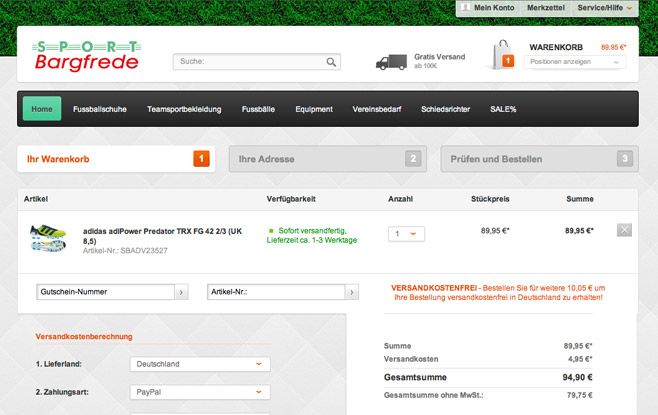 Mein Konto Merkzettel Service/Hilfe
SPORT
Bargfrede
Suche:
Gratis Versand
ab 100€
1
WARENKORB 89,95 €*
Positionen anzeigen
Home Fussballschuhe Teamsportbekleidung Fussbälle Equipment Vereinsbedarf Schiedsrichter SALE%
Ihr Warenkorb 1 Ihre Adresse 2 Prüfen und Bestellen 3
Artikel Verfügbarkeit Anzahl Stückpreis Summe
adidas adiPower Predator TRX FG 42 2/3 (UK
8,5)
Artikel-Nr.: SBADV23527
Sofort versandfertig,
Lieferzeit ca. 1-3 Werktage
1
89,95 €*
89,95 €*
Gutschein-Nummer
Artikel-Nr.:
VERSANDKOSTENFREI - Bestellen Sie für weitere 10,05 € um
Ihre Bestellung versandkostenfrei in Deutschland zu erhalten!
Versandkostenberechnung
1. Lieferland: Deutschland
2. Zahlungsart: PayPal
Summe 89,95 €*
Versandkosten 4,95 €*
Gesamtsumme 94,90 €
Gesamtsumme ohne MwSt.: 79,75 €